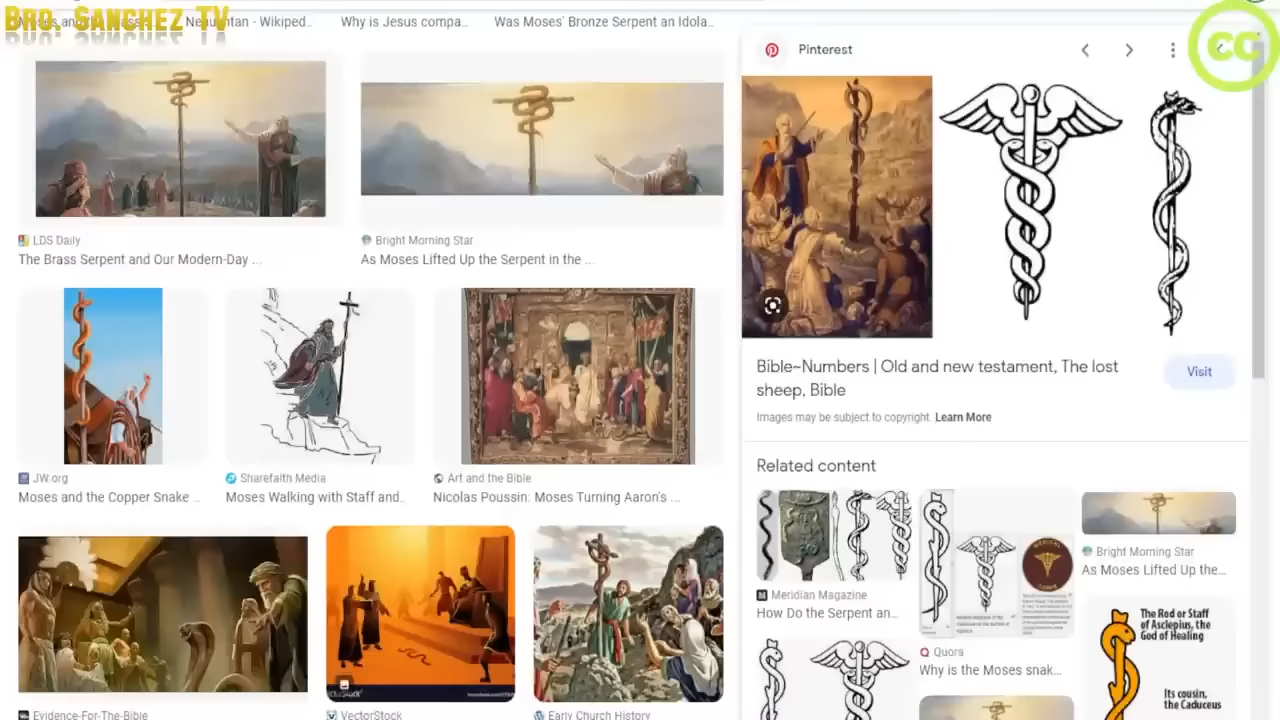 Bro. Sanchez TV
Nehushtan - Wikiped..
Why is Jesus compa..
Was Moses' Bronze Serpent an Idola..
CC
Pinterest
LDS Daily
The Brass Serpent and Our Modern-Day ...
Bright Morning Star
As Moses Lifted Up the Serpent in the ...
Bible~Numbers | Old and new testament, The lost
sheep, Bible
Visit
Images may be subject to copyright. Learn More
Related content
JW.org
Moses and the Copper Snake ..
Sharefaith Media
Moses Walking with Staff and..
Art and the Bible
Nicolas Poussin: Moses Turning Aaron's ...
Meridian Magazine
How Do the Serpent an...
Quora
Why is the Moses snak...
Bright Morning Star
As Moses Lifted Up the...
The Rod or Staff
of Asclepius, the
God of Healing
Its cousin,
the Caduceus
Evidence-For-The-Bible
VectorStock
Early Church History